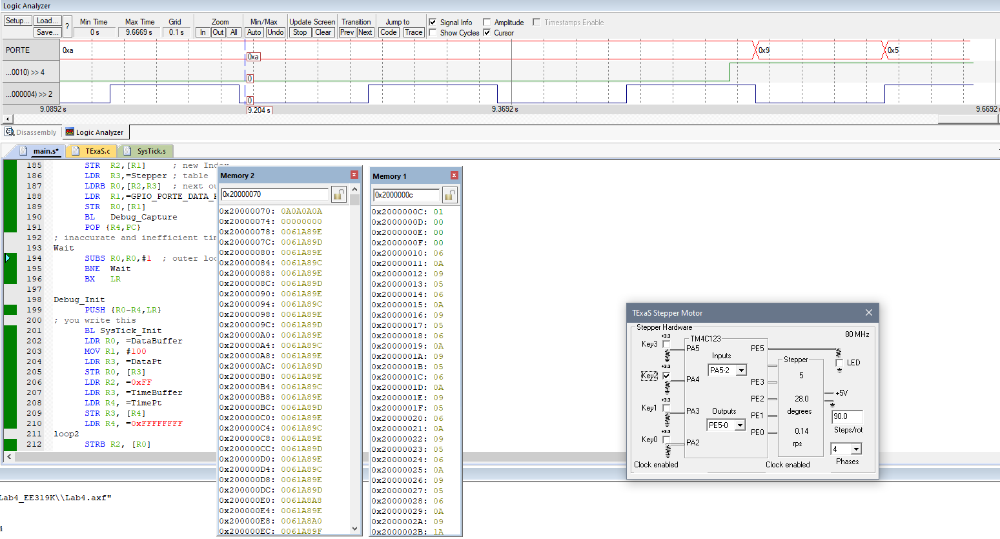 Logic Analyzer
Setup... Load... Min Time Max Time Grid Zoom Min/Max Update Screen Transition Jump to Signal Info Amplitude Timestamps Enable
Save... ? 0 s 9.6669 s 0.1 s In Out All Auto Undo Stop Clear Prev Next Code Trace Show Cycles Cursor
PORTE 0xa 0xa 0x9 0x5
...0010) >> 4 0
...000004) >> 2 0
9.0892 s 9.204 s 9.3692 s 9.6692 s
Disassembly Logic Analyzer
main.s* TExaS.c SysTick.s
185 STR R2,[R1] ; new Index
186 LDR R3,=Stepper ; table
187 LDRB R0,[R2,R3] ; next ou
188 LDR R1,=GPIO_PORTE_DATA_
189 STR R0,[R1]
190 BL Debug_Capture
191 POP {R4,PC}
192 ; inaccurate and inefficient tim
193 Wait
194 SUBS R0,R0,#1 ; outer loo
195 BNE Wait
196 BX LR
197
198 Debug_Init
199 PUSH {R0-R4,LR}
200 ; you write this
201 BL SysTick_Init
202 LDR R0, =DataBuffer
203 MOV R1, #100
204 LDR R3, =DataPt
205 STR R0, [R3]
206 LDR R2, =0xFF
207 LDR R3, =TimeBuffer
208 LDR R4, =TimePt
209 STR R3, [R4]
210 LDR R4, =0xFFFFFFFF
211 loop2
212 STRB R2, [R0]
Memory 2
0x20000070
0x20000070: 0A0A0A0A
0x20000074: 00000000
0x20000078: 0061A89E
0x2000007C: 0061A89D
0x20000080: 0061A89E
0x20000084: 0061A89C
0x20000088: 0061A89E
0x2000008C: 0061A89D
0x20000090: 0061A89E
0x20000094: 0061A89C
0x20000098: 0061A89E
0x2000009C: 0061A89D
0x200000A0: 0061A89E
0x200000A4: 0061A89C
0x200000A8: 0061A89E
0x200000AC: 0061A89D
0x200000B0: 0061A89E
0x200000B4: 0061A89C
0x200000B8: 0061A89E
0x200000BC: 0061A89D
0x200000C0: 0061A89E
0x200000C4: 0061A89C
0x200000C8: 0061A89E
0x200000CC: 0061A89D
0x200000D0: 0061A89E
0x200000D4: 0061A89C
0x200000D8: 0061A89E
0x200000DC: 0061A89D
0x200000E0: 0061A8A8
0x200000E4: 0061A89E
0x200000E8: 0061A8A0
0x200000EC: 0061A89F
Memory 1
0x2000000c
0x2000000C: 01
0x2000000D: 00
0x2000000E: 00
0x2000000F: 00
0x20000010: 06
0x20000011: 0A
0x20000012: 09
0x20000013: 05
0x20000014: 06
0x20000015: 0A
0x20000016: 09
0x20000017: 05
0x20000018: 06
0x20000019: 0A
0x2000001A: 09
0x2000001B: 05
0x2000001C: 06
0x2000001D: 0A
0x2000001E: 09
0x2000001F: 05
0x20000020: 06
0x20000021: 0A
0x20000022: 09
0x20000023: 05
0x20000024: 06
0x20000025: 0A
0x20000026: 09
0x20000027: 05
0x20000028: 06
0x20000029: 0A
0x2000002A: 09
0x2000002B: 1A
TExaS Stepper Motor
Stepper Hardware
80 MHz
+3.3
Key3
TM4C123
PA5
PE5
Inputs
Stepper
LED
+3.3
PA5-2
Key2
5
PA4
PE3
+5V
+3.3
PE2
28.0
Key1
PA3
Outputs
PE1
degrees
90.0
+3.3
PE5-0
PE0
0.14
Steps/rot
Key0
PA2
rps
4
Clock enabled
Clock enabled
Phases
Lab4_EE319K\\Lab4.axf"
4